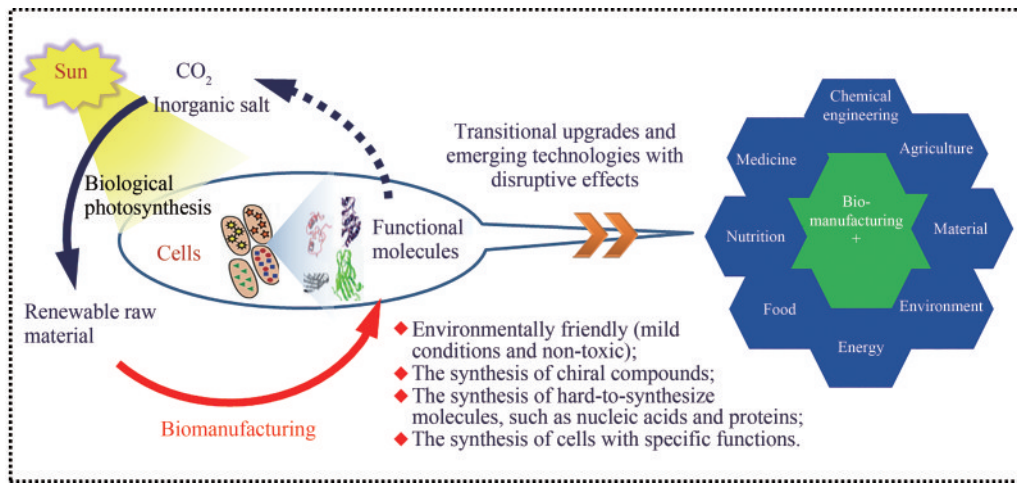 Sun
CO₂
Inorganic salt
Biological
photosynthesis
Cells
Functional
molecules
Renewable raw
material
Biomanufacturing
Transitional upgrades and
emerging technologies with
disruptive effects
◆ Environmentally friendly (mild
conditions and non-toxic);
◆ The synthesis of chiral compounds;
◆ The synthesis of hard-to-synthesize
molecules, such as nucleic acids and proteins;
◆ The synthesis of cells with specific functions.
Chemical
engineering
Medicine
Agriculture
Bio-
manufacturing
+
Nutrition
Material
Food
Environment
Energy